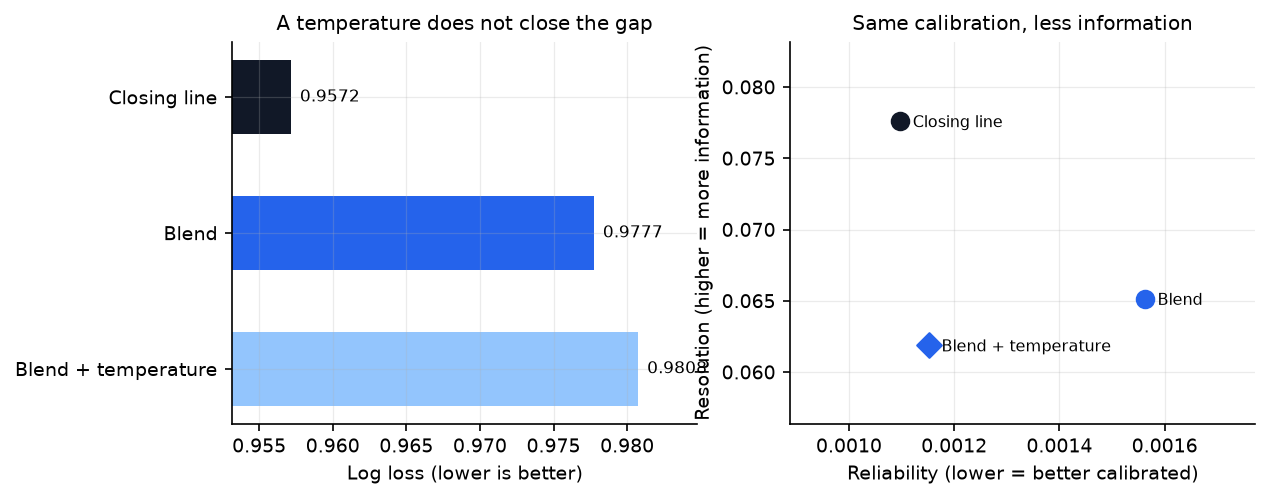 A temperature does not close the gap
Closing line
Blend
Blend + temperature
0.9572
0.9777
0.9808
0.955 0.960 0.965 0.970 0.975 0.980
Log loss (lower is better)
Same calibration, less information
Resolution (higher = more information)
0.080
0.075
0.070
0.065
0.060
Closing line
Blend
Blend + temperature
0.0010 0.0012 0.0014 0.0016
Reliability (lower = better calibrated)